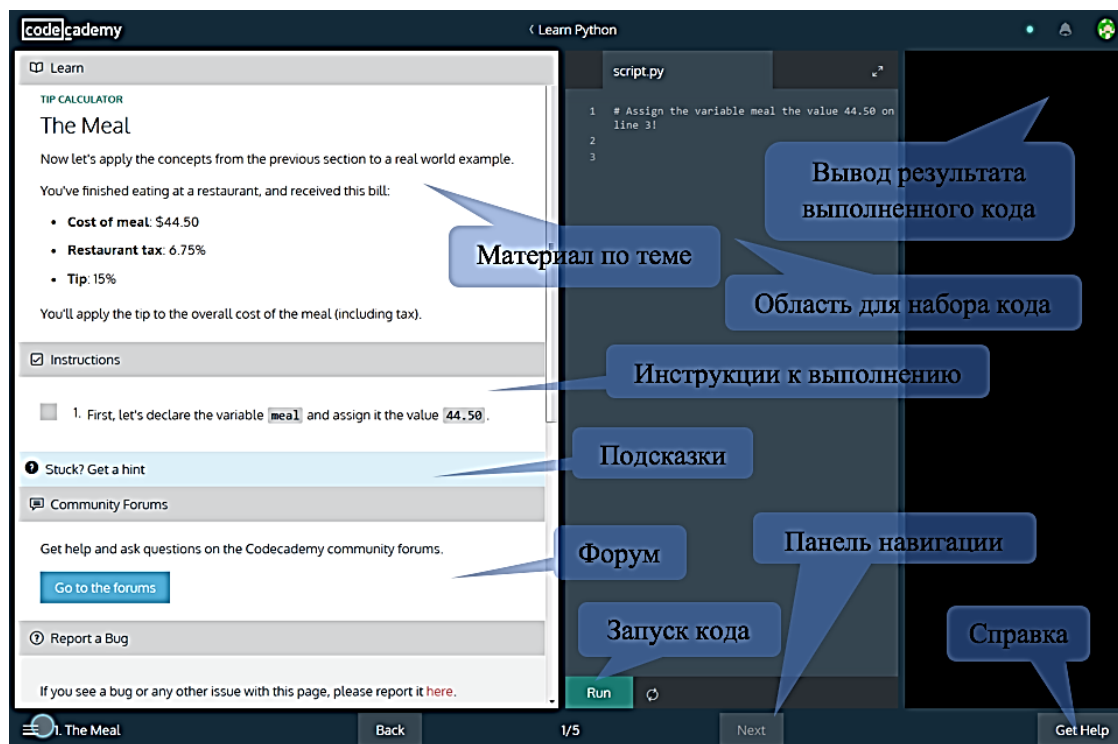 codecademy
Learn Python
Learn
TIP CALCULATOR
The Meal
Now let's apply the concepts from the previous section to a real world example.
You've finished eating at a restaurant, and received this bill:
• Cost of meal: $44.50
• Restaurant tax: 6.75%
• Tip: 15%
You'll apply the tip to the overall cost of the meal (including tax).
Instructions
1. First, let's declare the variable meal and assign it the value 44.50.
Stuck? Get a hint
Community Forums
Get help and ask questions on the Codecademy community forums.
Go to the forums
Report a Bug
If you see a bug or any other issue with this page, please report it here.
script.py
1 # Assign the variable meal the value 44.50 on
line 3!
2
3
Вывод результата
выполненного кода
Материал по теме
Область для набора кода
Инструкции к выполнению
Подсказки
Форум
Панель навигации
Запуск кода
Справка
Run
1. The Meal
Back
1/5
Next
Get Help